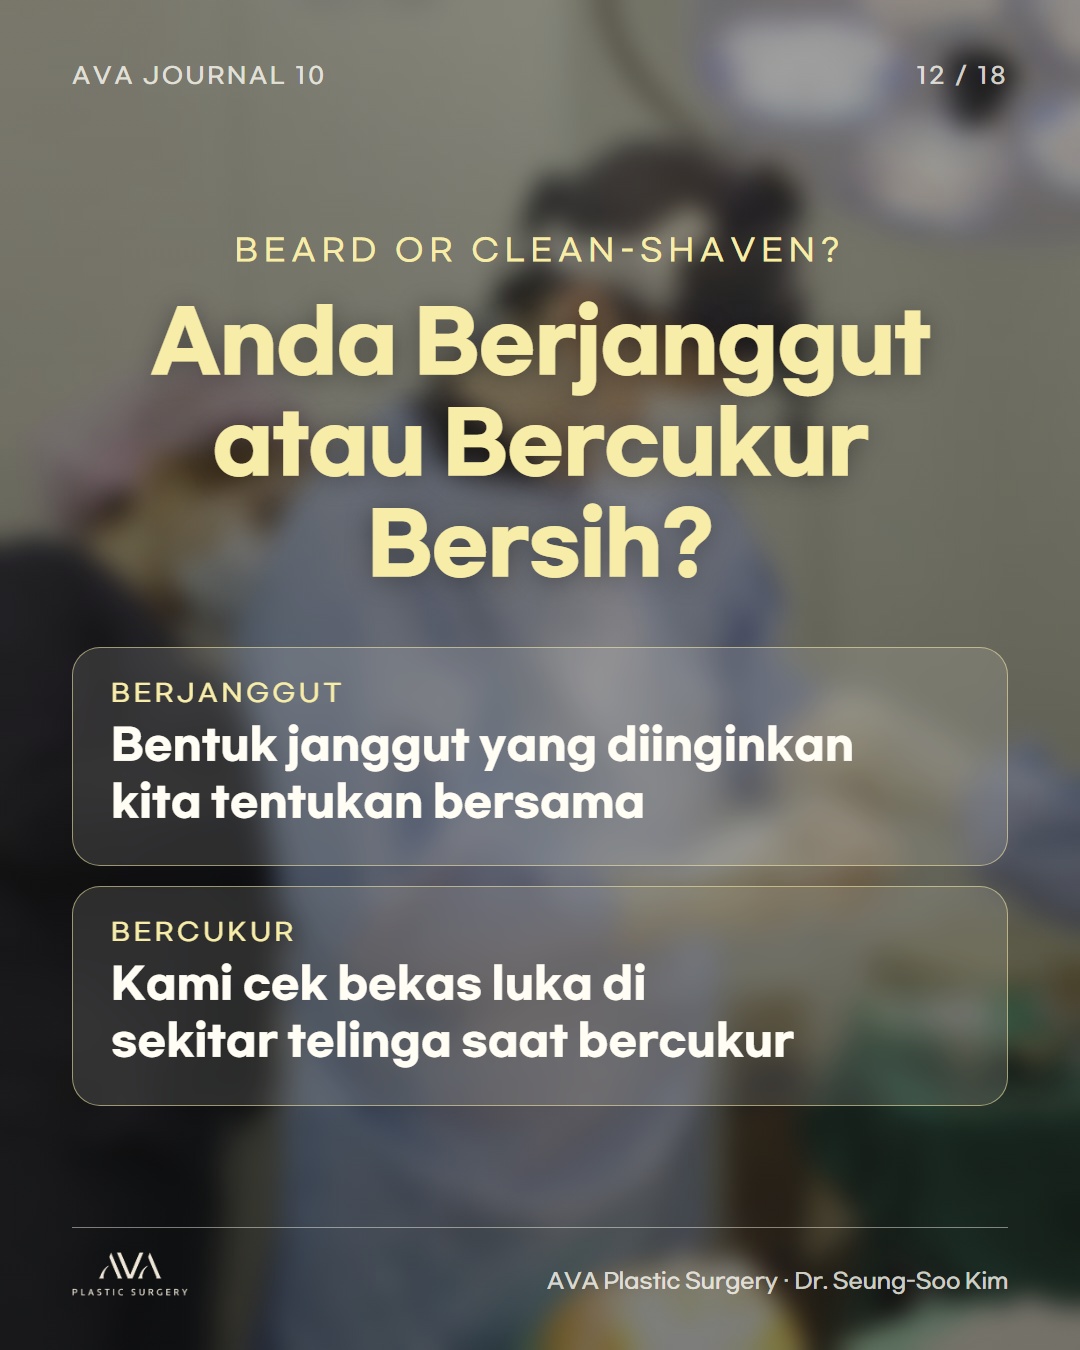 AVA JOURNAL 10
12 / 18
BEARD OR CLEAN-SHAVEN?
Anda Berjanggut
atau Bercukur
Bersih?
BERJANGGUT
Bentuk janggut yang diinginkan
kita tentukan bersama
BERCUKUR
Kami cek bekas luka di
sekitar telinga saat bercukur
AVA
PLASTIC SURGERY
AVA Plastic Surgery · Dr. Seung-Soo Kim